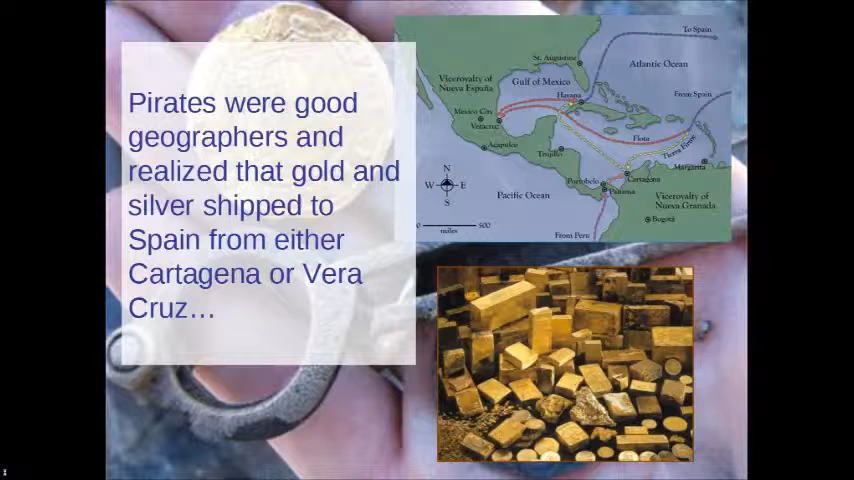 Pirates were good
geographers and
realized that gold and
silver shipped to
Spain from either
Cartagena or Vera
Cruz…
To Spain
St. Augustine
Atlantic Ocean
Viceroyalty of
Nueva España
Gulf of Mexico
Havana
From Spain
Mexico City
Veracruz
Flota
Tierra Firme
Acapulco
Trujillo
Margarita
N
W E
S
Portobelo
Cartagena
Panama
Pacific Ocean
Viceroyalty of
Nueva Granada
Bogotá
0 500
miles
From Peru